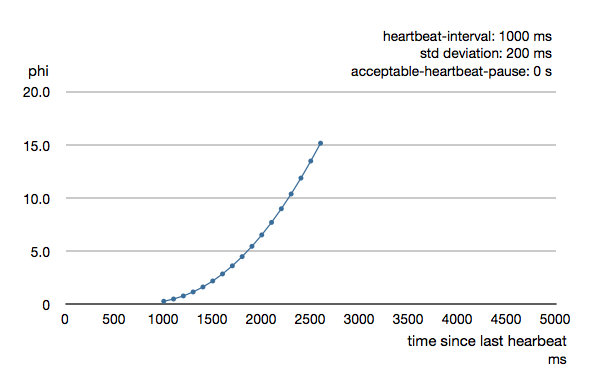 heartbeat-interval: 1000 ms
std deviation: 200 ms
acceptable-heartbeat-pause: 0 s
phi
20.0
15.0
10.0
5.0
0
0 500 1000 1500 2000 2500 3000 3500 4000 4500 5000
time since last hearbeat
ms